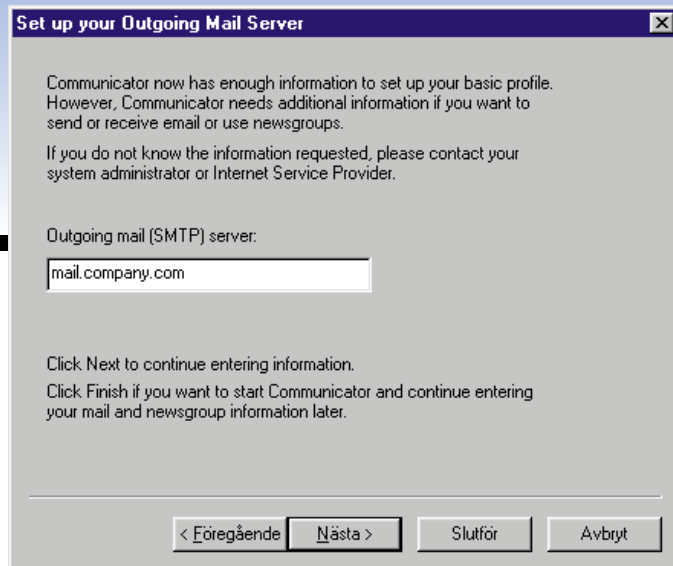 Set up your Outgoing Mail Server
Communicator now has enough information to set up your basic profile.
However, Communicator needs additional information if you want to
send or receive email or use newsgroups.
If you do not know the information requested, please contact your
system administrator or Internet Service Provider.
Outgoing mail (SMTP) server:
mail.company.com
Click Next to continue entering information.
Click Finish if you want to start Communicator and continue entering
your mail and newsgroup information later.
< Föregående Nästa > Slutför Avbryt